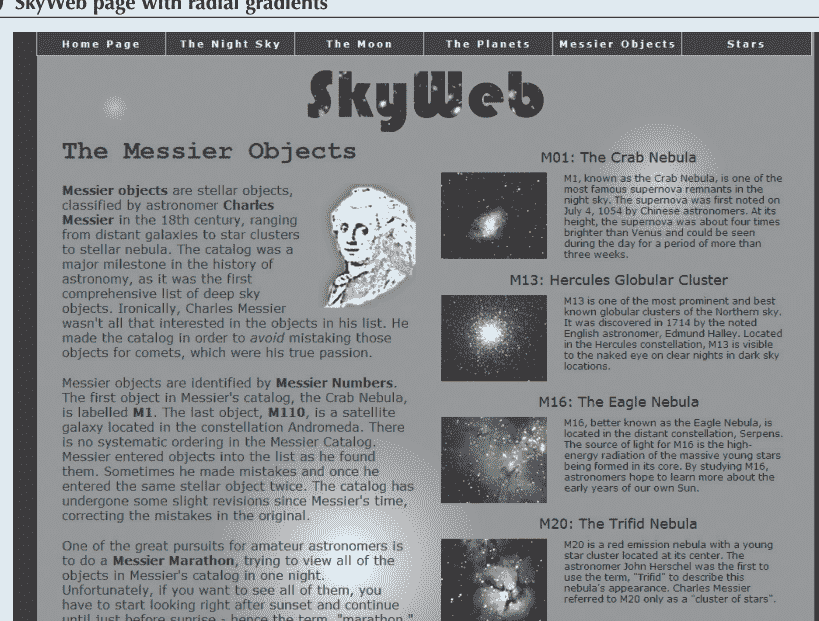 SkyWeb page with radial gradients
Home Page
The Night Sky
The Moon
The Planets
Messier Objects
Stars
SkyWeb
The Messier Objects
Messier objects are stellar objects,
classified by astronomer Charles
Messier in the 18th century, ranging
from distant galaxies to star clusters
to stellar nebula. The catalog was a
major milestone in the history of
astronomy, as it was the first
comprehensive list of deep sky
objects. Ironically, Charles Messier
wasn't all that interested in the objects in his list. He
made the catalog in order to avoid mistaking those
objects for comets, which were his true passion.
Messier objects are identified by Messier Numbers.
The first object in Messier's catalog, the Crab Nebula,
is labelled M1. The last object, M110, is a satellite
galaxy located in the constellation Andromeda. There
is no systematic ordering in the Messier Catalog.
Messier entered objects into the list as he found
them. Sometimes he made mistakes and once he
entered the same stellar object twice. The catalog has
undergone some slight revisions since Messier's time,
correcting the mistakes in the original.
One of the great pursuits for amateur astronomers is
to do a Messier Marathon, trying to view all of the
objects in Messier's catalog in one night.
Unfortunately, if you want to see all of them, you
have to start looking right after sunset and continue
until just before sunrise - hence the term, "marathon."
M01: The Crab Nebula
M1, known as the Crab Nebula, is one of the
most famous supernova remnants in the
night sky. The supernova was first noted on
July 4, 1054 by Chinese astronomers. At its
height, the supernova was about four times
brighter than Venus and could be seen
during the day for a period of more than
three weeks.
M13: Hercules Globular Cluster
M13 is one of the most prominent and best
known globular clusters of the Northern sky.
It was discovered in 1714 by the noted
English astronomer, Edmund Halley. Located
in the Hercules constellation, M13 is visible
to the naked eye on clear nights in dark sky
locations.
M16: The Eagle Nebula
M16, better known as the Eagle Nebula, is
located in the distant constellation, Serpens.
The source of light for M16 is the high-
energy radiation of the massive young stars
being formed in its core. By studying M16,
astronomers hope to learn more about the
early years of our own Sun.
M20: The Trifid Nebula
M20 is a red emission nebula with a young
star cluster located at its center. The
astronomer John Herschel was the first to
use the term, "Trifid" to describe this
nebula's appearance. Charles Messier
referred to M20 only as a "cluster of stars".